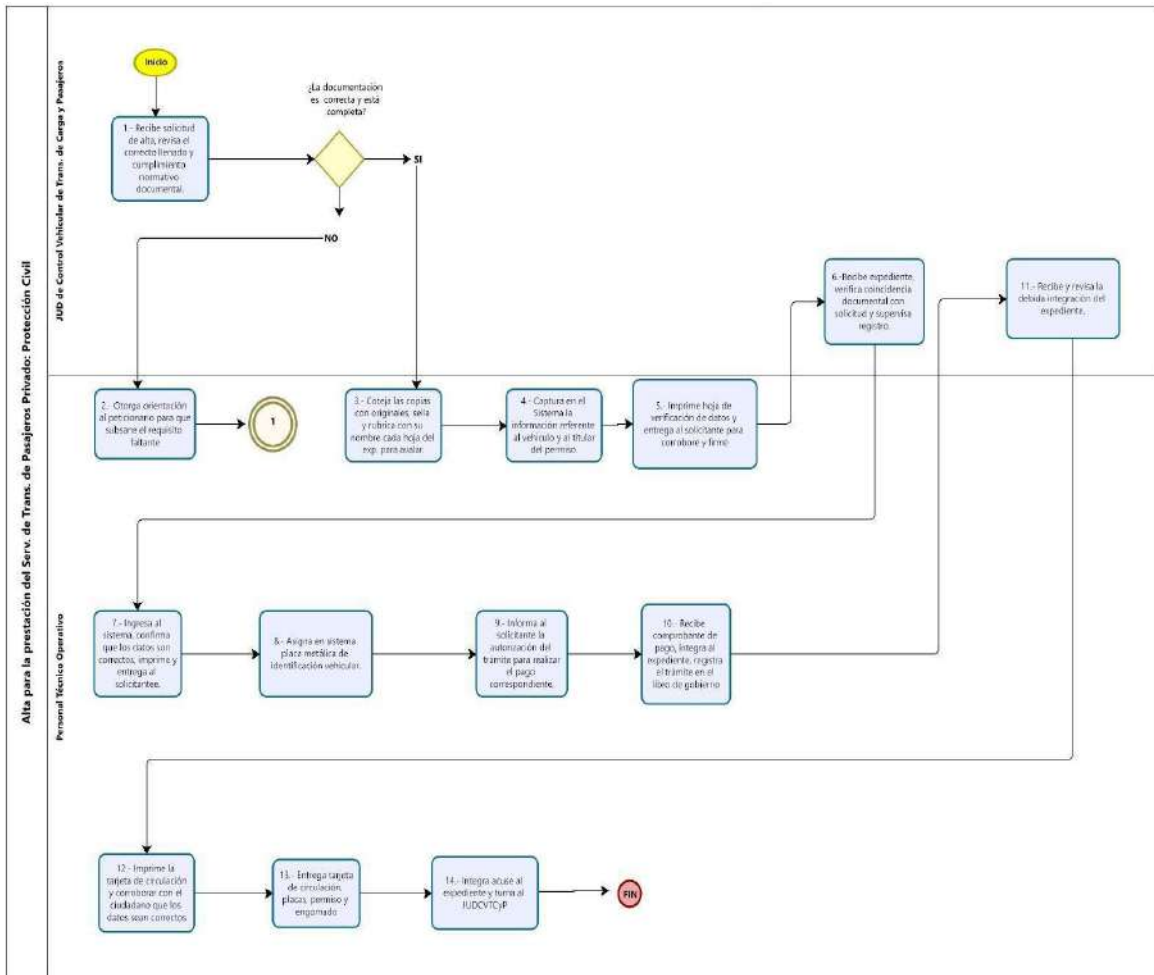 Alta para la prestación del Serv. de Trans. de Pasajeros Privado: Protección Civil
JUD de Control Vehicular de Trans. de Carga y Pasajeros
Inicio
1.- Recibe solicitud
de alta, revisa el
correcto llenado y
cumplimiento
normativo
documental.
¿La documentación
es correcta y está
completa?
SI
NO
6.-Recibe expediente,
verifica coincidencia
documental con
solicitud y supervisa
registro.
11.- Recibe y revisa la
debida integración del
expediente.
Personal Técnico Operativo
2.- Otorga orientación
al peticionario para que
subsane el requisito
faltante
1
3.- Coteja las copias
con originales, sella
y rubrica con su
nombre cada hoja del
exp. para avalar.
4.- Captura en el
Sistema la
información referente
al vehículo y al titular
del permiso.
5.- Imprime hoja de
verificación de datos y
entrega al solicitante para
corrobore y firme
7.- Ingresa al
sistema, confirma
que los datos son
correctos, imprime y
entrega al
solicitantee.
8.- Asigna en sistema
placa metálica de
identificación vehicular.
9.- Informa al
solicitante la
autorización del
trámite para realizar
el pago
correspondiente.
10.- Recibe
comprobante de
pago, integra al
expediente, registra
el trámite en el
libro de gobierno
12.- Imprime la
tarjeta de circulación
y corroborar con el
ciudadano que los
datos sean correctos
13.- Entrega tarjeta
de circulación,
placas, permiso y
engomado
14.- Integra acuse al
expediente y turna al
JUDCVTCyP
FIN